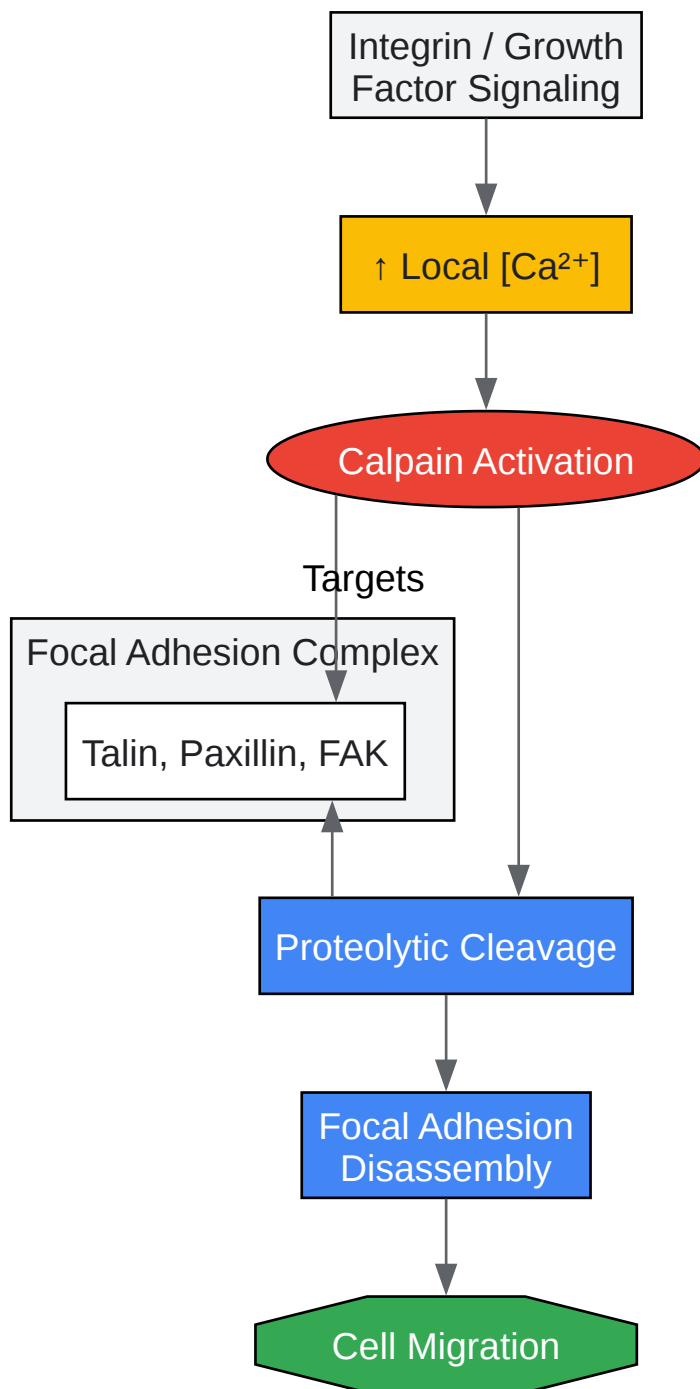 Integrin / Growth
Factor Signaling
↑ Local [Ca²⁺]
Calpain Activation
Targets
Focal Adhesion Complex
Talin, Paxillin, FAK
Proteolytic Cleavage
Focal Adhesion
Disassembly
Cell Migration